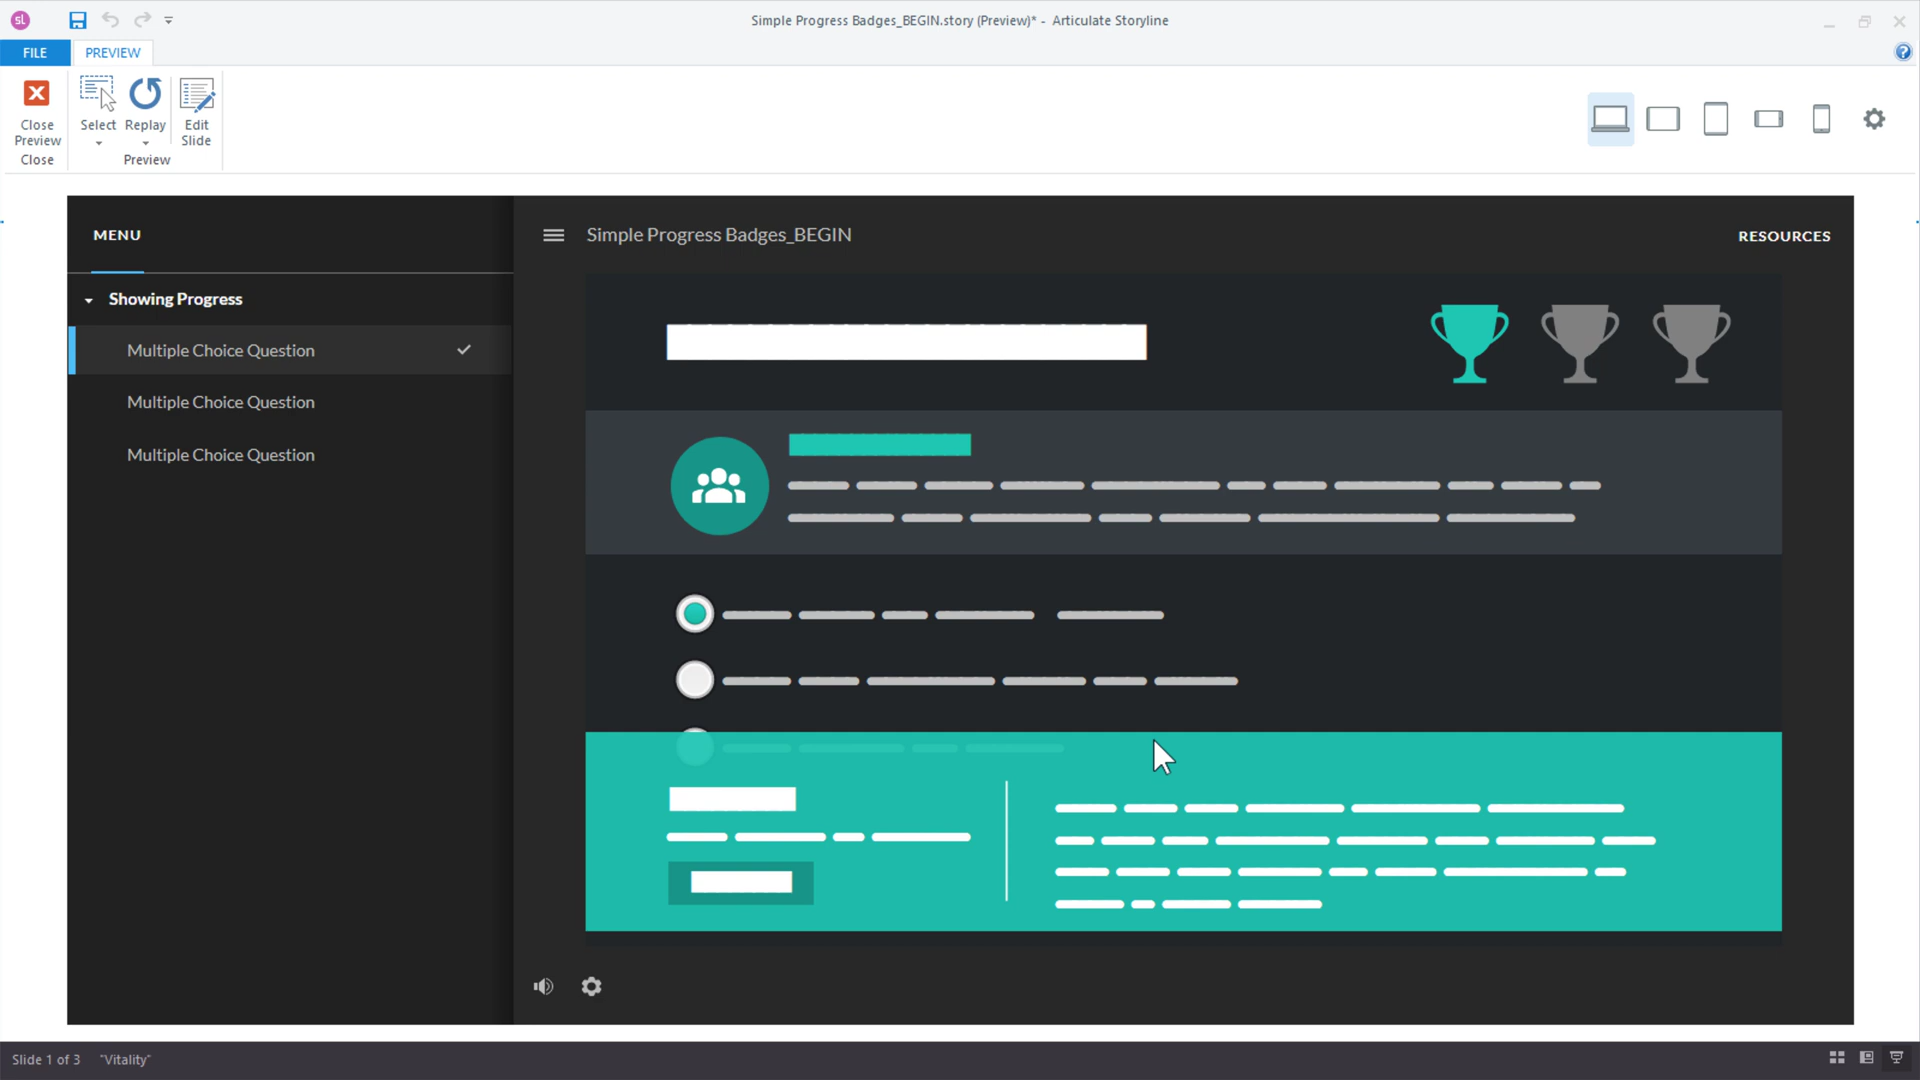 sL
Simple Progress Badges_BEGIN.story (Preview)* - Articulate Storyline
FILE
PREVIEW
?
Close Preview
Select
Replay
Edit Slide
Close
Preview
MENU
Simple Progress Badges_BEGIN
RESOURCES
Showing Progress
Multiple Choice Question
Multiple Choice Question
Multiple Choice Question
Slide 1 of 3
"Vitality"